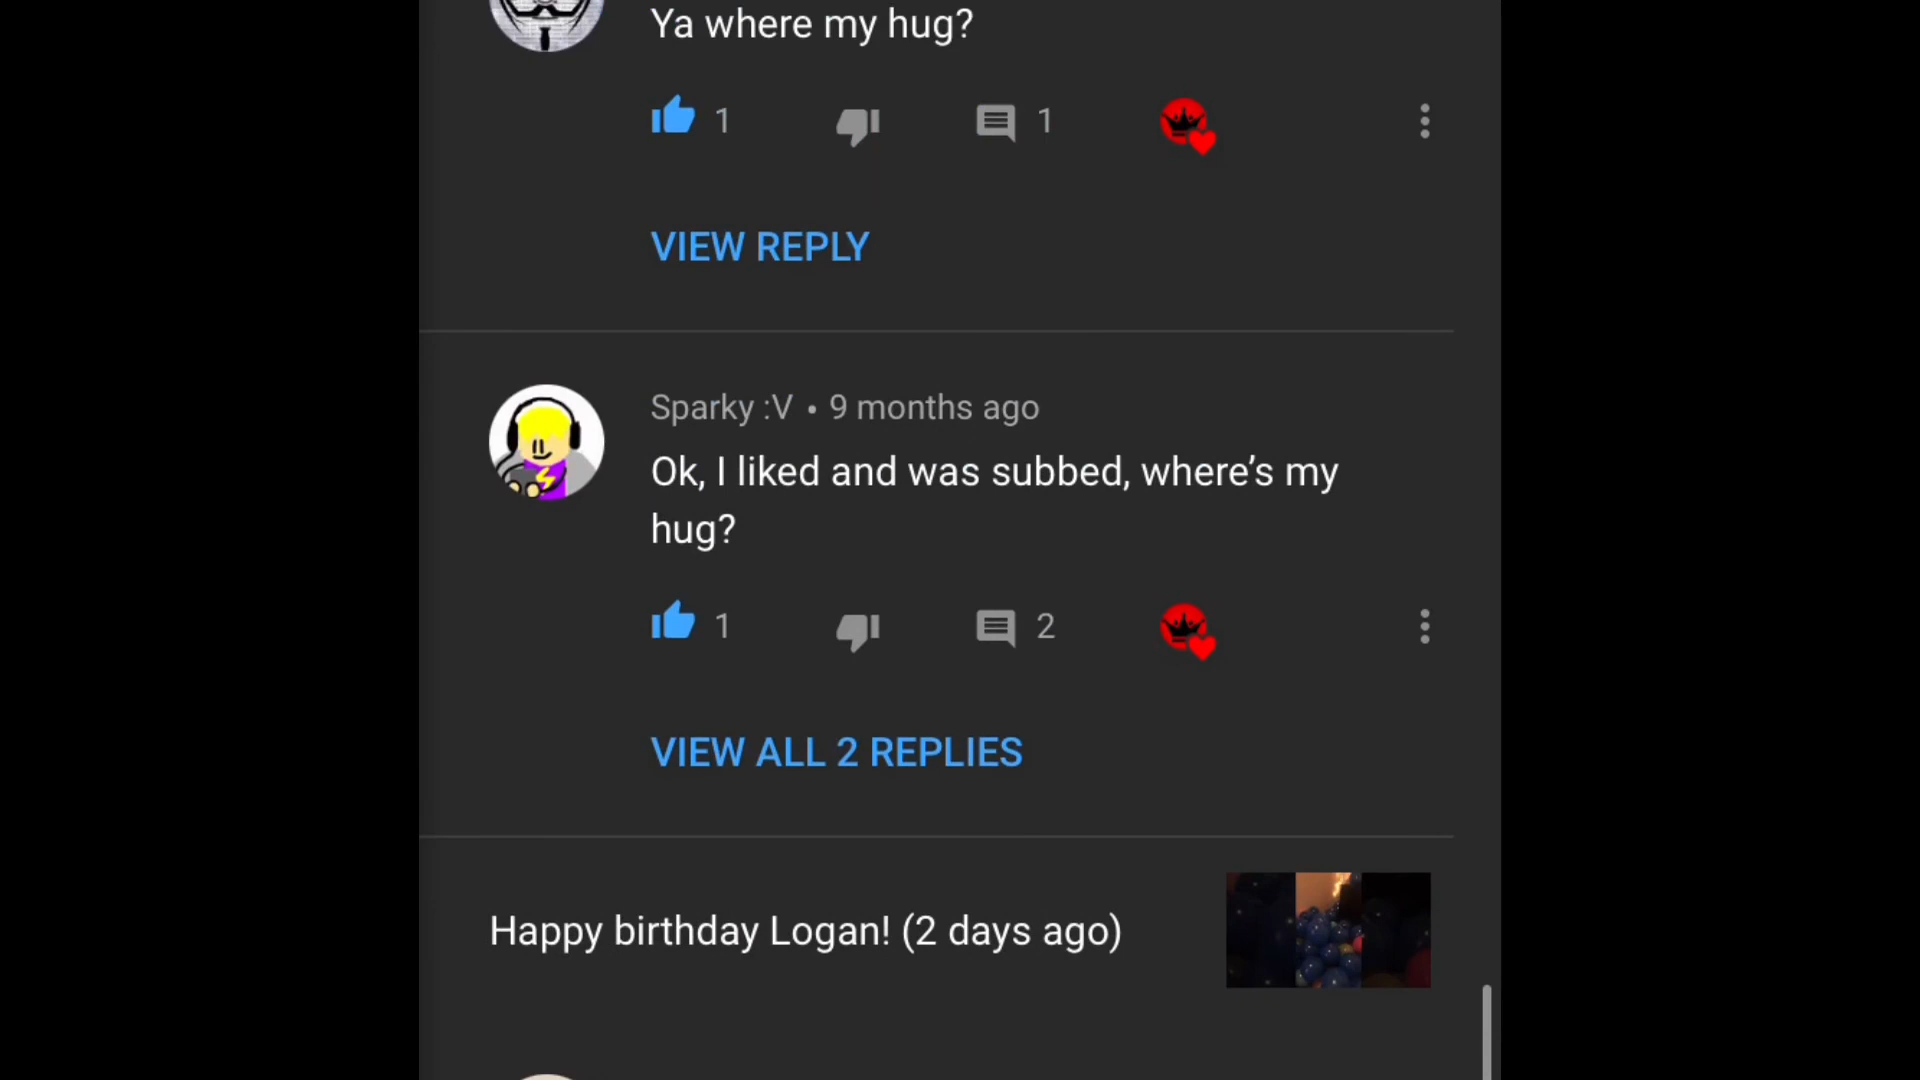 Ya where my hug?
1
1
VIEW REPLY
Sparky :V • 9 months ago
Ok, I liked and was subbed, where’s my
hug?
1
2
VIEW ALL 2 REPLIES
Happy birthday Logan! (2 days ago)